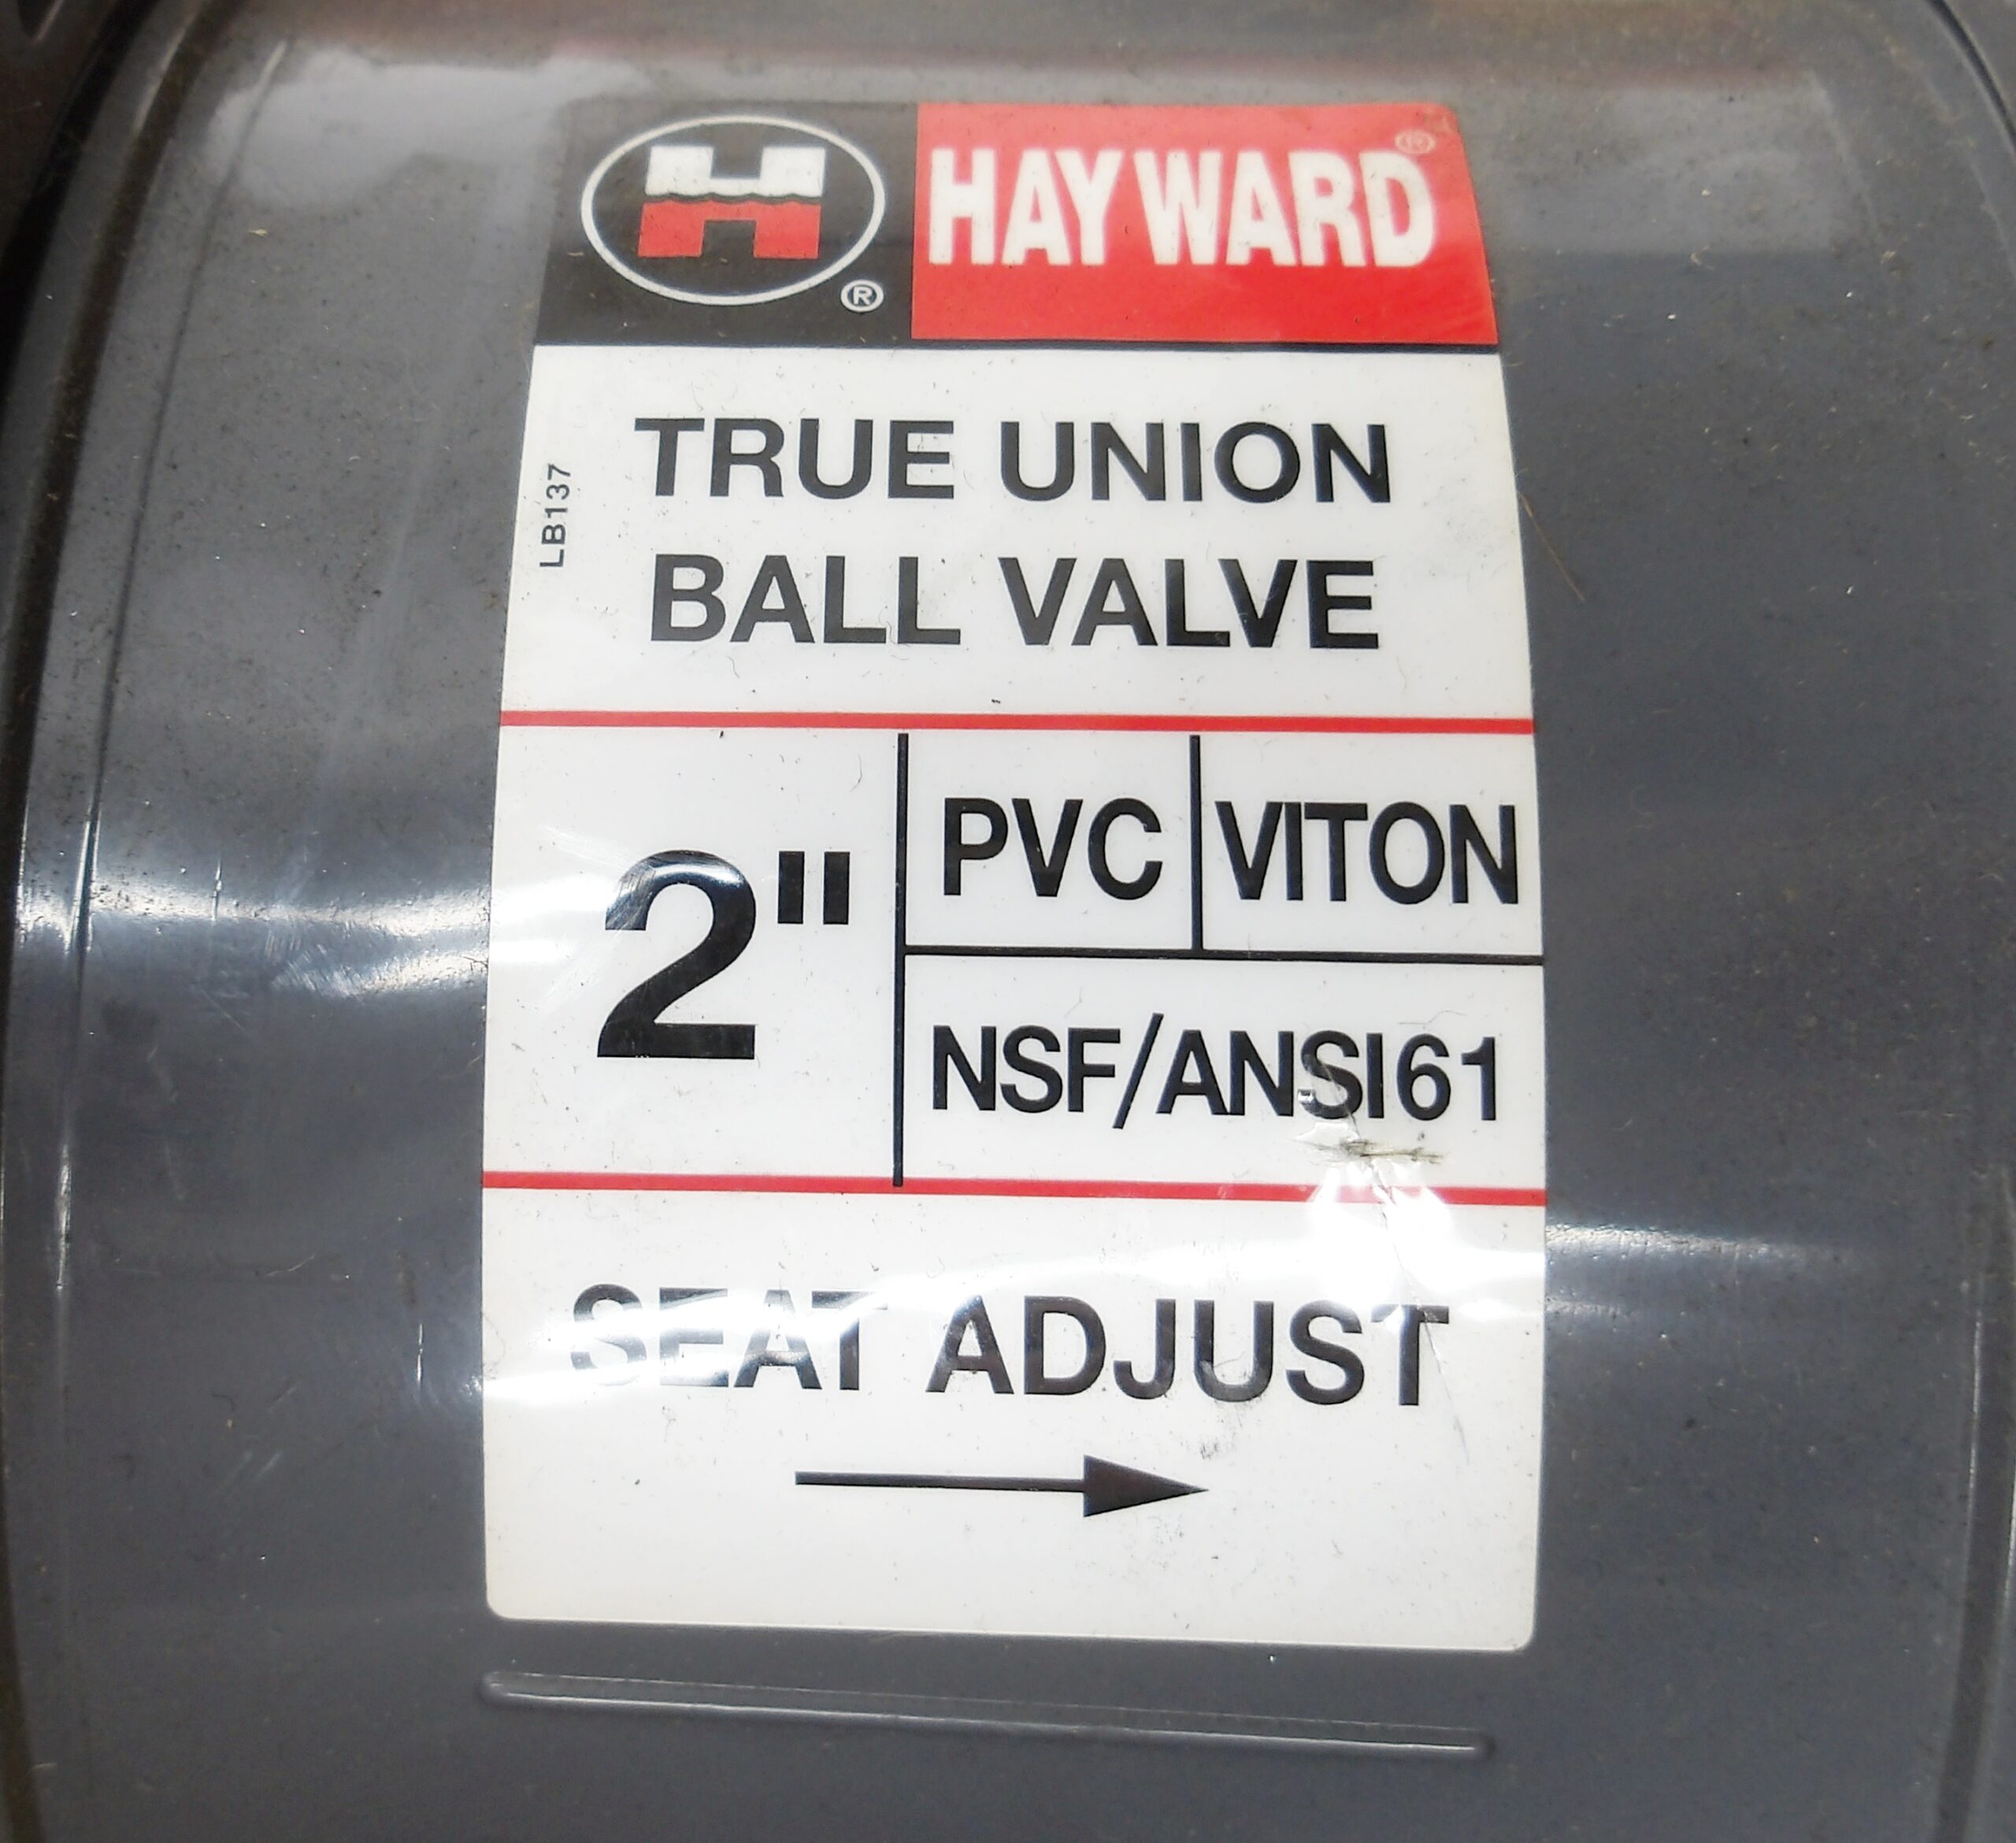 H
®
HAYWARD®
LB137
TRUE UNION
BALL VALVE
2"
PVC
VITON
NSF/ANSI61
SEAT ADJUST